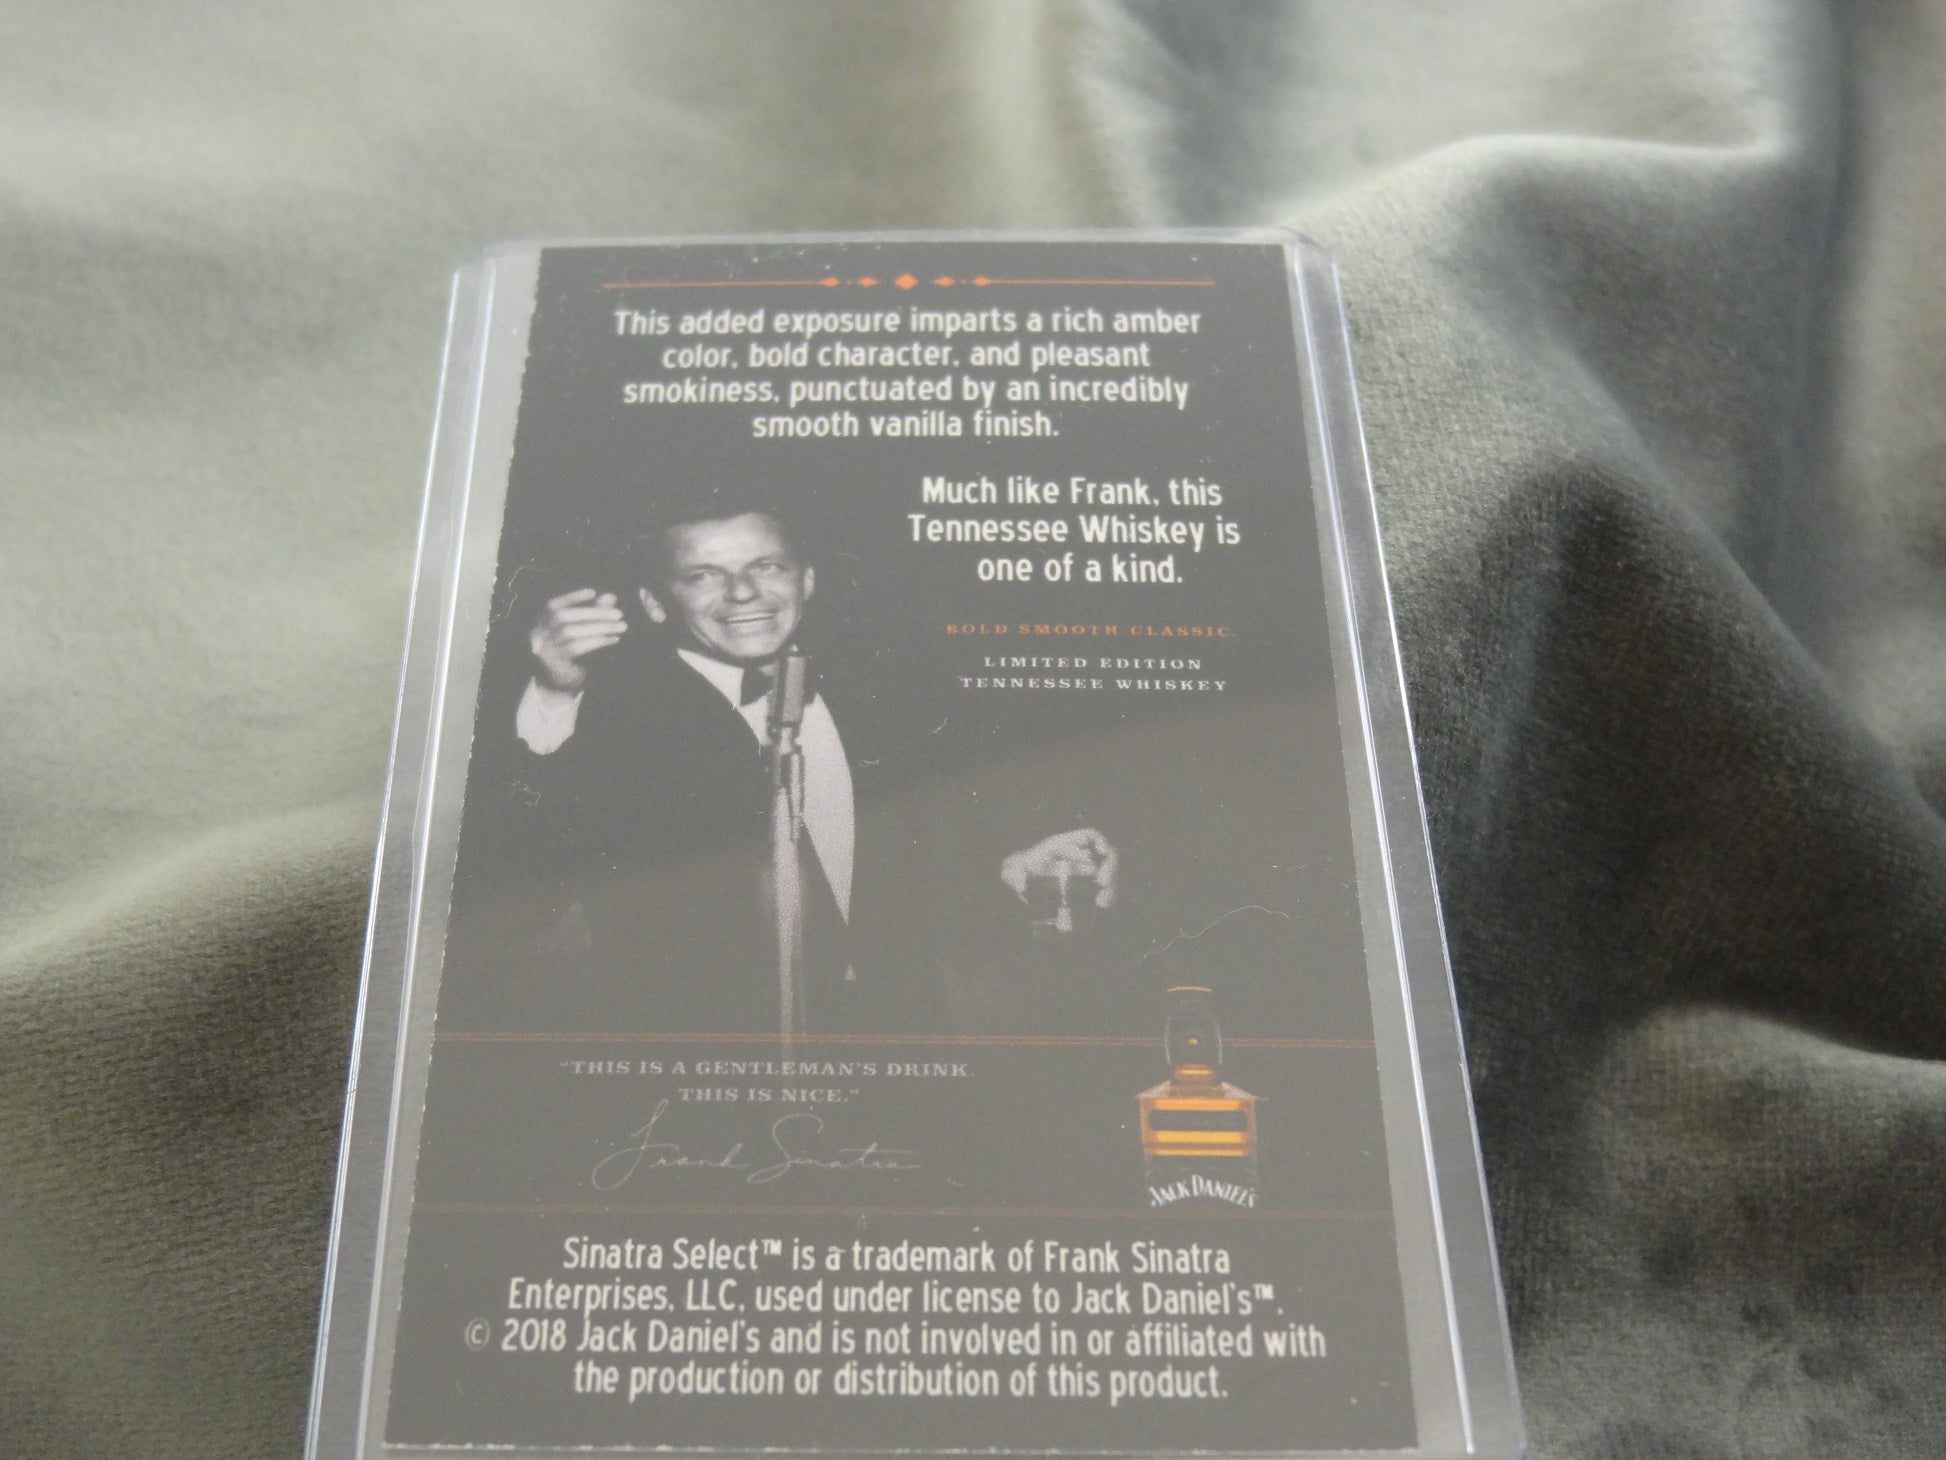 This added exposure imparts a rich amber
color, bold character, and pleasant
smokiness, punctuated by an incredibly
smooth vanilla finish.
Much like Frank, this
Tennessee Whiskey is
one of a kind.
BOLD SMOOTH CLASSIC
LIMITED EDITION
TENNESSEE WHISKEY
"THIS IS A GENTLEMAN'S DRINK.
THIS IS NICE."
Frank Sinatra
JACK DANIEL'S
Sinatra Select™ is a trademark of Frank Sinatra
Enterprises, LLC, used under license to Jack Daniel's™.
© 2018 Jack Daniel's and is not involved in or affiliated with
the production or distribution of this product.